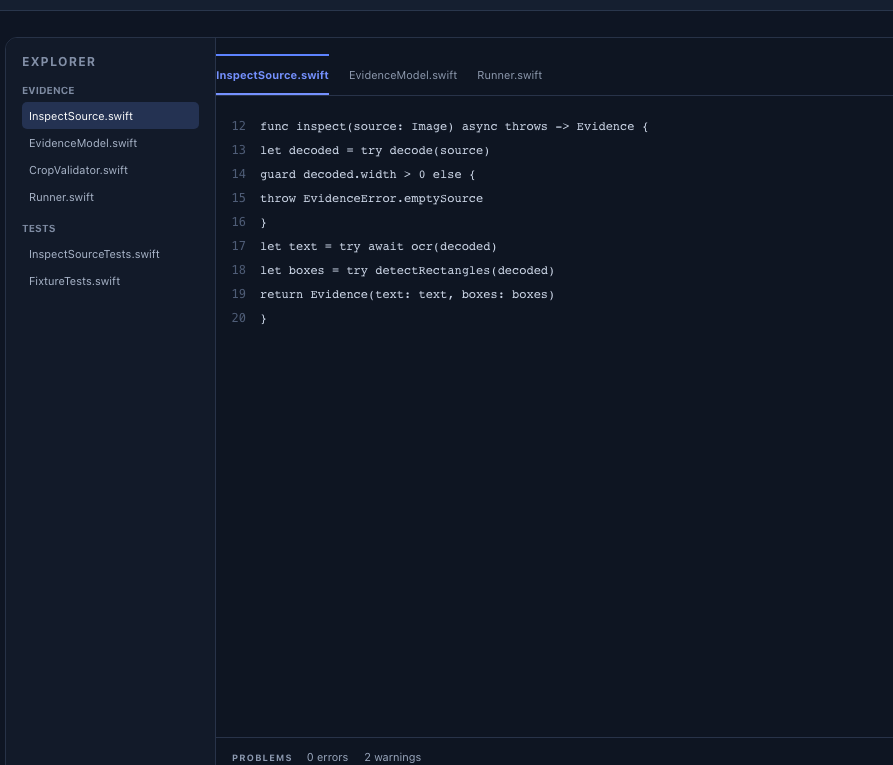 EXPLORER
EVIDENCE
InspectSource.swift
EvidenceModel.swift
CropValidator.swift
Runner.swift
TESTS
InspectSourceTests.swift
FixtureTests.swift
InspectSource.swift EvidenceModel.swift Runner.swift
12 func inspect(source: Image) async throws -> Evidence {
13 let decoded = try decode(source)
14 guard decoded.width > 0 else {
15 throw EvidenceError.emptySource
16 }
17 let text = try await ocr(decoded)
18 let boxes = try detectRectangles(decoded)
19 return Evidence(text: text, boxes: boxes)
20 }
PROBLEMS 0 errors 2 warnings